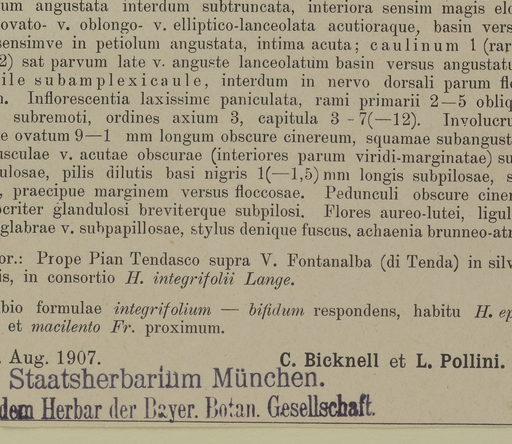 um angustata interdum subtruncata, interiora sensim magis elo
ovato- v. oblongo- v. elliptico-lanceolata acutioraque, basin vers
sensimve in petiolum angustata, intima acuta; caulinum 1 (rar
2) sat parvum late v. anguste lanceolatum basin versus angustatu
ile subamplexicaule, interdum in nervo dorsali parum flo
n. Inflorescentia laxissime paniculata, rami primarii 2—5 obliq
subremoti, ordines axium 3, capitula 3-7(—12). Involucru
e ovatum 9—1 mm longum obscure cinereum, squamae subangust
usculae v. acutae obscurae (interiores parum viridi-marginatae) su
ulosae, pilis dilutis basi nigris 1(—1,5) mm longis subpilosae, s
, praecipue marginem versus floccosae. Pedunculi obscure ciner
ocriter glandulosi breviterque subpilosi. Flores aureo-lutei, ligul
glabrae v. subpapillosae, stylus denique fuscus, achaenia brunneo-atr
or.: Prope Pian Tendasco supra V. Fontanalba (di Tenda) in silv
is, in consortio H. integrifolii Lange.
bio formulae integrifolium — bifidum respondens, habitu H. ep
et macilento Fr. proximum.
. Aug. 1907. C. Bicknell et L. Pollini.
Staatsherbarium München.
dem Herbar der Bayer. Botan. Gesellschaft.